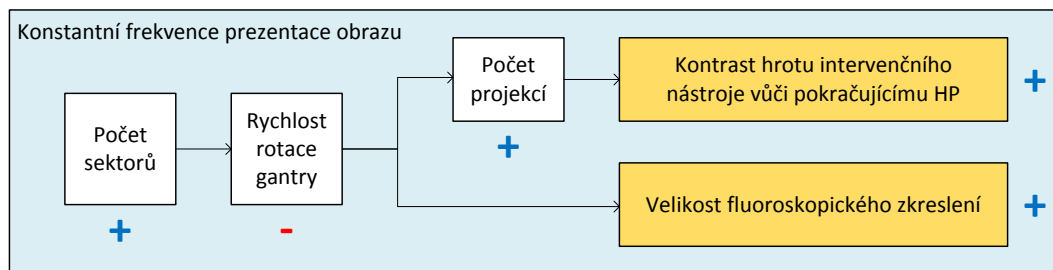 Konstantní frekvence prezentace obrazu
Počet
sektorů
+
Rychlost
rotace
gantry
-
Počet
projekcí
+
Kontrast hrotu intervenčního
nástroje vůči pokračujícímu HP
+
Velikost fluoroskopického zkreslení
+